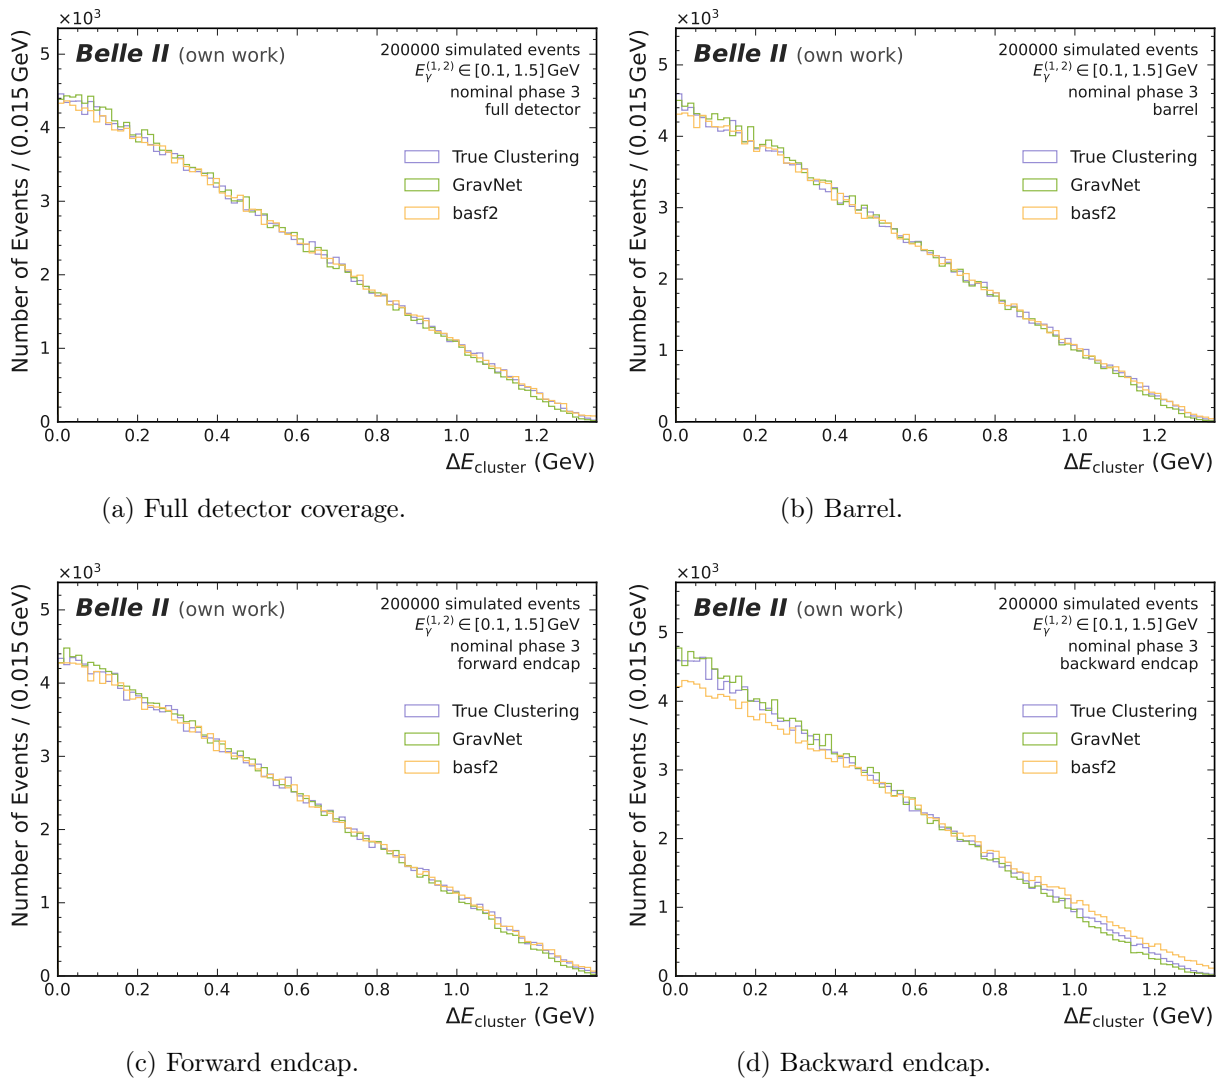 ×10³
Belle II (own work)
200000 simulated events
E_γ^(1,2) ∈ [0.1, 1.5] GeV
nominal phase 3
full detector
True Clustering
GravNet
basf2
Number of Events / (0.015 GeV)
5
4
3
2
1
0
0.0 0.2 0.4 0.6 0.8 1.0 1.2
ΔE_cluster (GeV)
(a) Full detector coverage.
×10³
Belle II (own work)
200000 simulated events
E_γ^(1,2) ∈ [0.1, 1.5] GeV
nominal phase 3
barrel
True Clustering
GravNet
basf2
Number of Events / (0.015 GeV)
5
4
3
2
1
0
0.0 0.2 0.4 0.6 0.8 1.0 1.2
ΔE_cluster (GeV)
(b) Barrel.
×10³
Belle II (own work)
200000 simulated events
E_γ^(1,2) ∈ [0.1, 1.5] GeV
nominal phase 3
forward endcap
True Clustering
GravNet
basf2
Number of Events / (0.015 GeV)
5
4
3
2
1
0
0.0 0.2 0.4 0.6 0.8 1.0 1.2
ΔE_cluster (GeV)
(c) Forward endcap.
×10³
Belle II (own work)
200000 simulated events
E_γ^(1,2) ∈ [0.1, 1.5] GeV
nominal phase 3
backward endcap
True Clustering
GravNet
basf2
Number of Events / (0.015 GeV)
5
4
3
2
1
0
0.0 0.2 0.4 0.6 0.8 1.0 1.2
ΔE_cluster (GeV)
(d) Backward endcap.